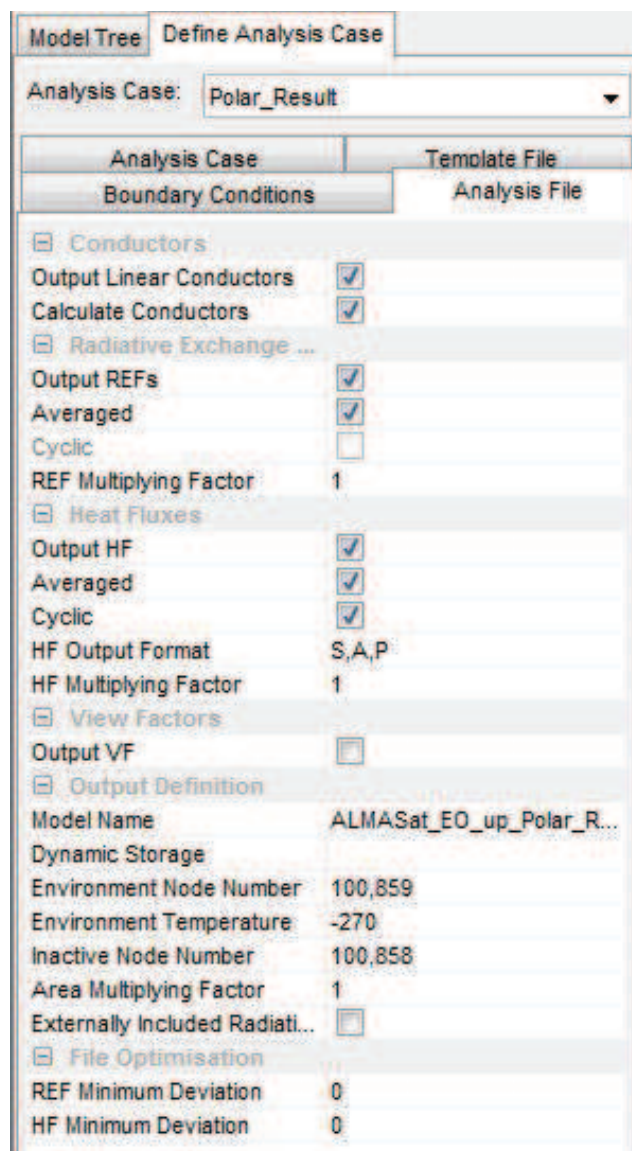 Model Tree Define Analysis Case
Analysis Case: Polar_Result
Analysis Case Template File
Boundary Conditions Analysis File
Conductors
Output Linear Conductors
Calculate Conductors
Radiative Exchange ...
Output REFs
Averaged
Cyclic
REF Multiplying Factor 1
Heat Fluxes
Output HF
Averaged
Cyclic
HF Output Format S,A,P
HF Multiplying Factor 1
View Factors
Output VF
Output Definition
Model Name ALMASat_EO_up_Polar_R...
Dynamic Storage
Environment Node Number 100,859
Environment Temperature -270
Inactive Node Number 100,858
Area Multiplying Factor 1
Externally Included Radiati...
File Optimisation
REF Minimum Deviation 0
HF Minimum Deviation 0